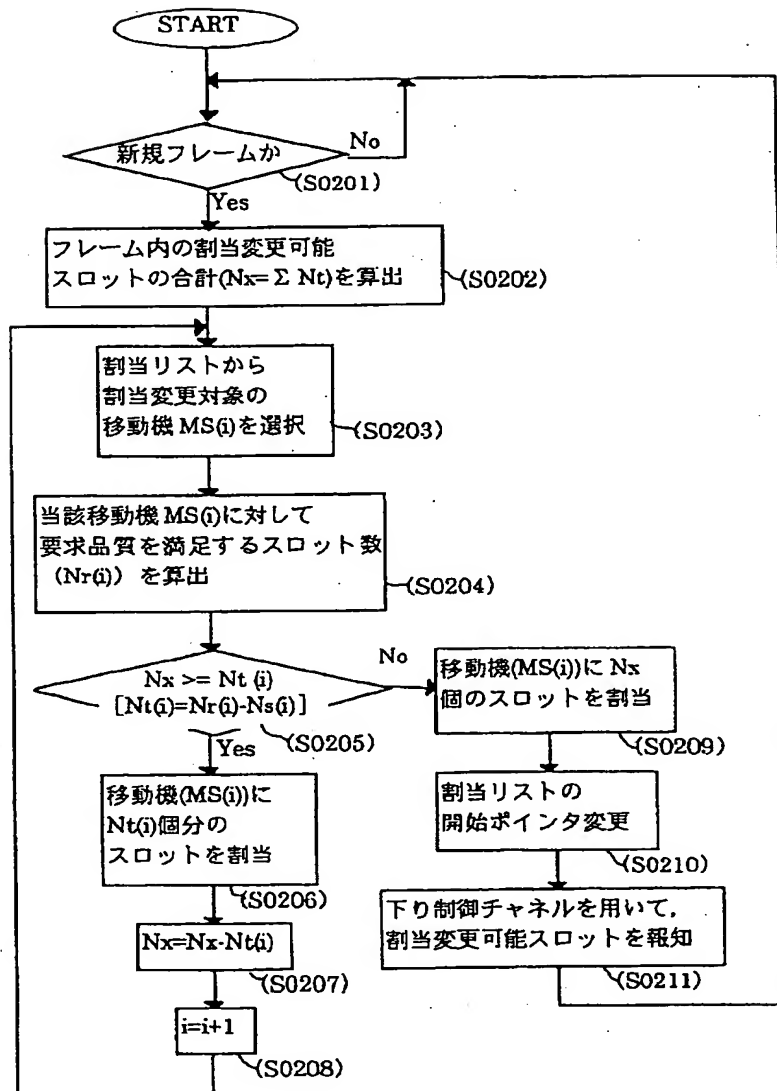 START
新規フレームか
No
(S0201)
Yes
フレーム内の割当変更可能
スロットの合計(Nx=Σ Nt)を算出
(S0202)
割当リストから
割当変更対象の
移動機 MS(i)を選択
(S0203)
当該移動機 MS(i)に対して
要求品質を満足するスロット数
（Nr(i)）を算出
(S0204)
Nx >= Nt (i)
[Nt(i)=Nr(i)-Ns(i)]
No
(S0205)
Yes
移動機(MS(i))に
Nt(i)個分の
スロットを割当
(S0206)
Nx=Nx-Nt(i)
(S0207)
i=i+1
(S0208)
移動機(MS(i))に Nx
個のスロットを割当
(S0209)
割当リストの
開始ポインタ変更
(S0210)
下り制御チャネルを用いて，
割当変更可能スロットを報知
(S0211)